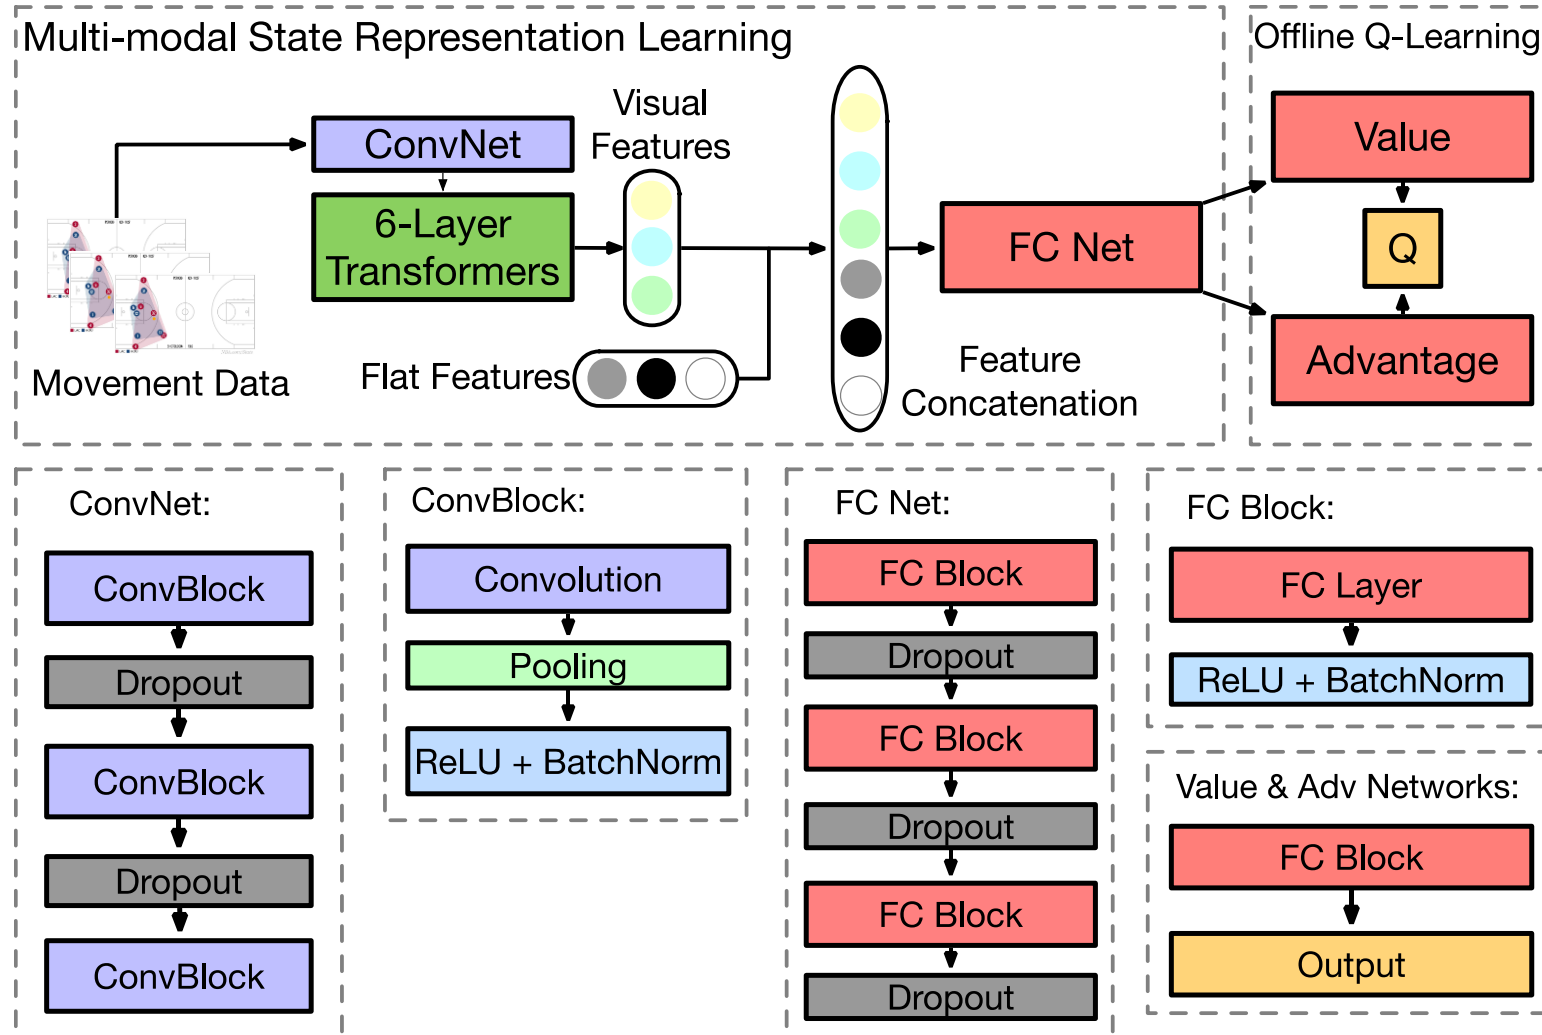 Multi-modal State Representation Learning
Offline Q-Learning
ConvNet
Visual
Features
6-Layer
Transformers
Movement Data
Flat Features
Feature
Concatenation
FC Net
Value
Q
Advantage
ConvNet:
ConvBlock
Dropout
ConvBlock
Dropout
ConvBlock
ConvBlock:
Convolution
Pooling
ReLU + BatchNorm
FC Net:
FC Block
Dropout
FC Block
Dropout
FC Block
Dropout
FC Block:
FC Layer
ReLU + BatchNorm
Value & Adv Networks:
FC Block
Output